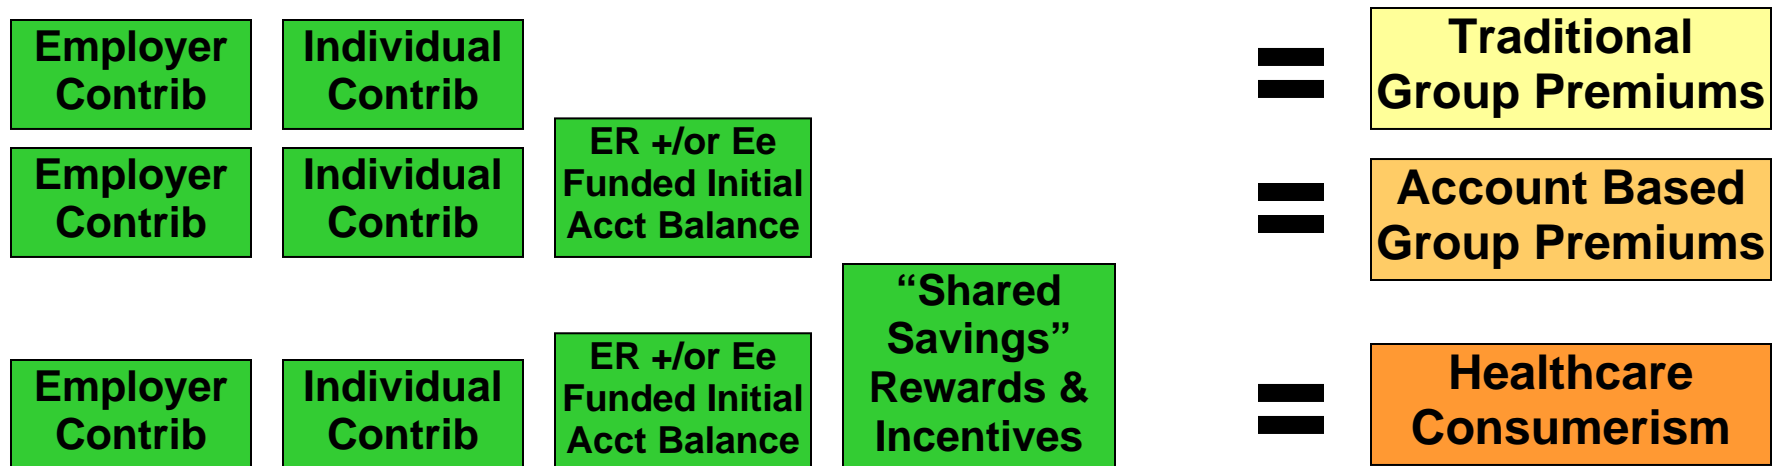 Employer
Contrib
Individual
Contrib
=
Traditional
Group Premiums
Employer
Contrib
Individual
Contrib
ER +/or Ee
Funded Initial
Acct Balance
=
Account Based
Group Premiums
Employer
Contrib
Individual
Contrib
ER +/or Ee
Funded Initial
Acct Balance
“Shared
Savings”
Rewards &
Incentives
=
Healthcare
Consumerism